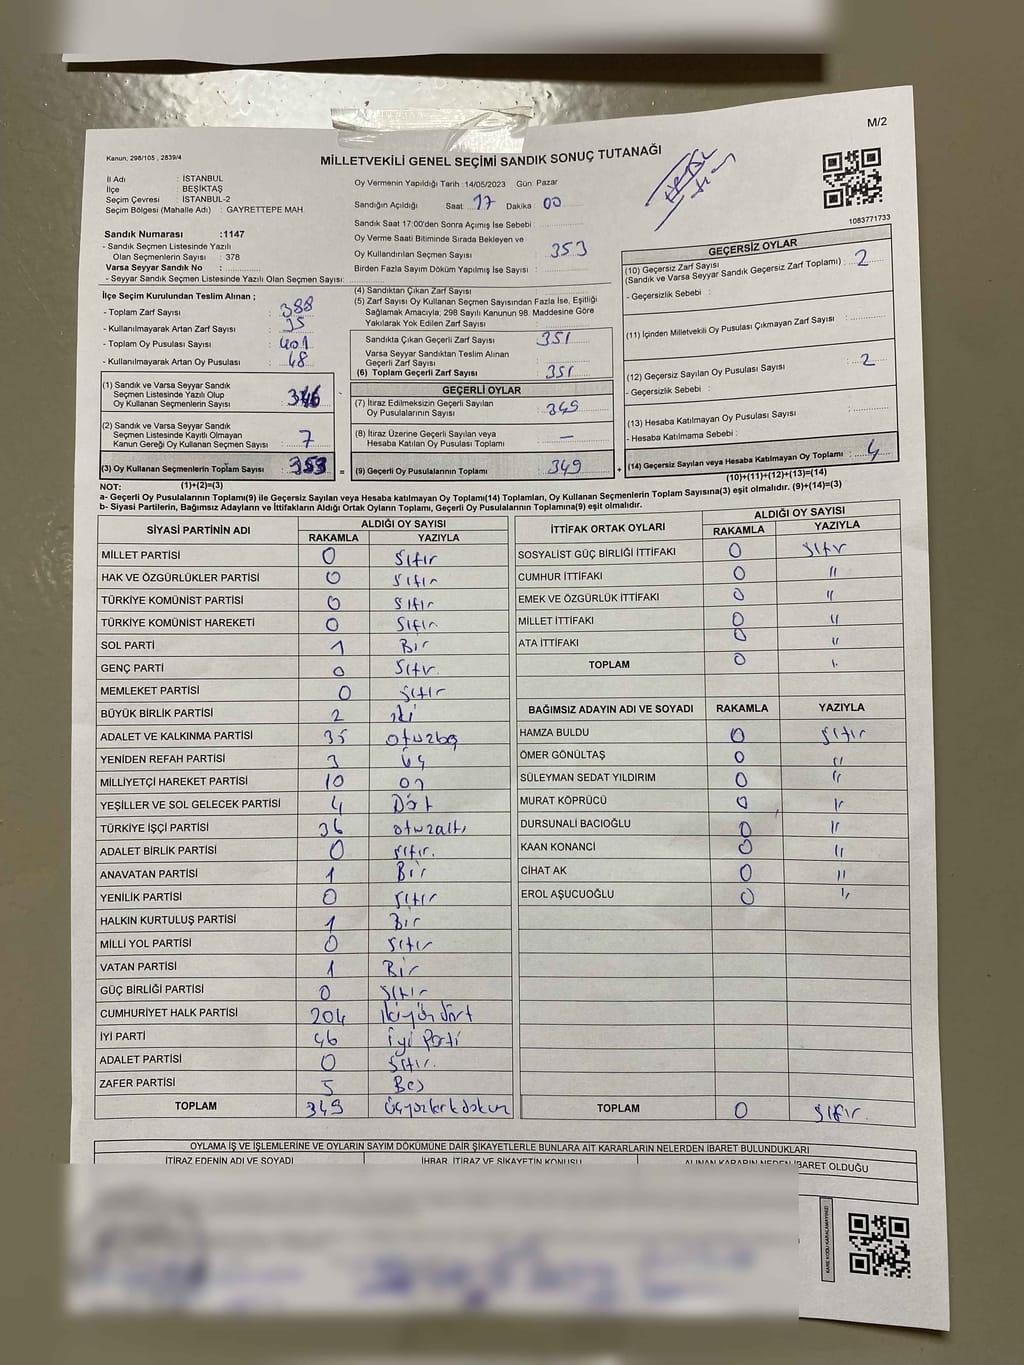 M/2
Kanun; 298/105 , 2839/4
MİLLETVEKİLİ GENEL SEÇİMİ SANDIK SONUÇ TUTANAĞI
İl Adı : İSTANBUL
İlçe : BEŞİKTAŞ
Seçim Çevresi : İSTANBUL-2
Seçim Bölgesi (Mahalle Adı) : GAYRETTEPE MAH.
Oy Vermenin Yapıldığı Tarih :14/05/2023 Gün: Pazar
Sandığın Açıldığı Saat: 17 Dakika 00
Sandık Saat 17:00'den Sonra Açılmış İse Sebebi :
Oy Verme Saati Bitiminde Sırada Bekleyen ve
Oy Kullandırılan Seçmen Sayısı : 353
Birden Fazla Sayım Döküm Yapılmış İse Sayısı :
1083771733
Sandık Numarası :1147
- Sandık Seçmen Listesinde Yazılı
Olan Seçmenlerin Sayısı : 378
Varsa Seyyar Sandık No :
- Seyyar Sandık Seçmen Listesinde Yazılı Olan Seçmen Sayısı:
İlçe Seçim Kurulundan Teslim Alınan ;
- Toplam Zarf Sayısı : 388
- Kullanılmayarak Artan Zarf Sayısı : 35
- Toplam Oy Pusulası Sayısı : 401
- Kullanılmayarak Artan Oy Pusulası : 48
(1) Sandık ve Varsa Seyyar Sandık
Seçmen Listesinde Yazılı Olup
Oy Kullanan Seçmenlerin Sayısı : 346
(2) Sandık ve Varsa Seyyar Sandık
Seçmen Listesinde Kayıtlı Olmayan
Kanun Gereği Oy Kullanan Seçmen Sayısı : 7
(3) Oy Kullanan Seçmenlerin Toplam Sayısı : 353
(1)+(2)=(3)
(4) Sandıktan Çıkan Zarf Sayısı :
(5) Zarf Sayısı Oy Kullanan Seçmen Sayısından Fazla İse, Eşitliği
Sağlamak Amacıyla; 298 Sayılı Kanunun 98. Maddesine Göre
Yakılarak Yok Edilen Zarf Sayısı :
Sandıkta Çıkan Geçerli Zarf Sayısı : 351
Varsa Seyyar Sandıktan Teslim Alınan
Geçerli Zarf Sayısı :
(6) Toplam Geçerli Zarf Sayısı : 351
GEÇERLİ OYLAR
(7) İtiraz Edilmeksizin Geçerli Sayılan
Oy Pusulalarının Sayısı : 349
(8) İtiraz Üzerine Geçerli Sayılan veya
Hesaba Katılan Oy Pusulası Toplamı : —
= (9) Geçerli Oy Pusulalarının Toplamı : 349 +
GEÇERSİZ OYLAR
(10) Geçersiz Zarf Sayısı
(Sandık ve Varsa Seyyar Sandık Geçersiz Zarf Toplamı) : 2
- Geçersizlik Sebebi :
(11) İçinden Milletvekili Oy Pusulası Çıkmayan Zarf Sayısı :
(12) Geçersiz Sayılan Oy Pusulası Sayısı : 2
- Geçersizlik Sebebi :
(13) Hesaba Katılmayan Oy Pusulası Sayısı :
- Hesaba Katılmama Sebebi :
(14) Geçersiz Sayılan veya Hesaba Katılmayan Oy Toplamı : 4
(10)+(11)+(12)+(13)=(14)
NOT:
a- Geçerli Oy Pusulalarının Toplamı(9) ile Geçersiz Sayılan veya Hesaba katılmayan Oy Toplamı(14) Toplamları, Oy Kullanan Seçmenlerin Toplam Sayısına(3) eşit olmalıdır. (9)+(14)=(3)
b- Siyasi Partilerin, Bağımsız Adayların ve İttifakların Aldığı Ortak Oyların Toplamı, Geçerli Oy Pusulalarının Toplamına(9) eşit olmalıdır.
SİYASİ PARTİNİN ADI ALDIĞI OY SAYISI
RAKAMLA YAZIYLA
MİLLET PARTİSİ 0 sıfır
HAK VE ÖZGÜRLÜKLER PARTİSİ 0 sıfır
TÜRKİYE KOMÜNİST PARTİSİ 0 sıfır
TÜRKİYE KOMÜNİST HAREKETİ 0 sıfır
SOL PARTİ 1 Bir
GENÇ PARTİ 0 sıfır
MEMLEKET PARTİSİ 0 sıfır
BÜYÜK BİRLİK PARTİSİ 2 iki
ADALET VE KALKINMA PARTİSİ 35 otuzbeş
YENİDEN REFAH PARTİSİ 3 üç
MİLLİYETÇİ HAREKET PARTİSİ 10 on
YEŞİLLER VE SOL GELECEK PARTİSİ 4 Dört
TÜRKİYE İŞÇİ PARTİSİ 36 otuzaltı
ADALET BİRLİK PARTİSİ 0 sıfır.
ANAVATAN PARTİSİ 1 Bir
YENİLİK PARTİSİ 0 sıfır
HALKIN KURTULUŞ PARTİSİ 1 Bir
MİLLİ YOL PARTİSİ 0 sıfır
VATAN PARTİSİ 1 Bir
GÜÇ BİRLİĞİ PARTİSİ 0 sıfır
CUMHURİYET HALK PARTİSİ 204 ikiyüzdört
İYİ PARTİ 46 iyi Parti
ADALET PARTİSİ 0 sıfır.
ZAFER PARTİSİ 5 Beş
TOPLAM 349 üçyüzkırkdokuz
İTTİFAK ORTAK OYLARI ALDIĞI OY SAYISI
RAKAMLA YAZIYLA
SOSYALİST GÜÇ BİRLİĞİ İTTİFAKI 0 sıfır
CUMHUR İTTİFAKI 0 "
EMEK VE ÖZGÜRLÜK İTTİFAKI 0 "
MİLLET İTTİFAKI 0 "
ATA İTTİFAKI 0 "
TOPLAM 0 "
BAĞIMSIZ ADAYIN ADI VE SOYADI RAKAMLA YAZIYLA
HAMZA BULDU 0 sıfır
ÖMER GÖNÜLTAŞ 0 "
SÜLEYMAN SEDAT YILDIRIM 0 "
MURAT KÖPRÜCÜ 0 "
DURSUNALİ BACIOĞLU 0 "
KAAN KONANCİ 0 "
CİHAT AK 0 "
EROL AŞUCUOĞLU 0 "
TOPLAM 0 sıfır.
OYLAMA İŞ VE İŞLEMLERİNE VE OYLARIN SAYIM DÖKÜMÜNE DAİR ŞİKAYETLERLE BUNLARA AİT KARARLARIN NELERDEN İBARET BULUNDUKLARI
İTİRAZ EDENİN ADI VE SOYADI İHBAR, İTİRAZ VE ŞİKAYETİN KONUSU ALINAN KARARIN NEDEN İBARET OLDUĞU
KARE KODU KARALAMAYINIZ!